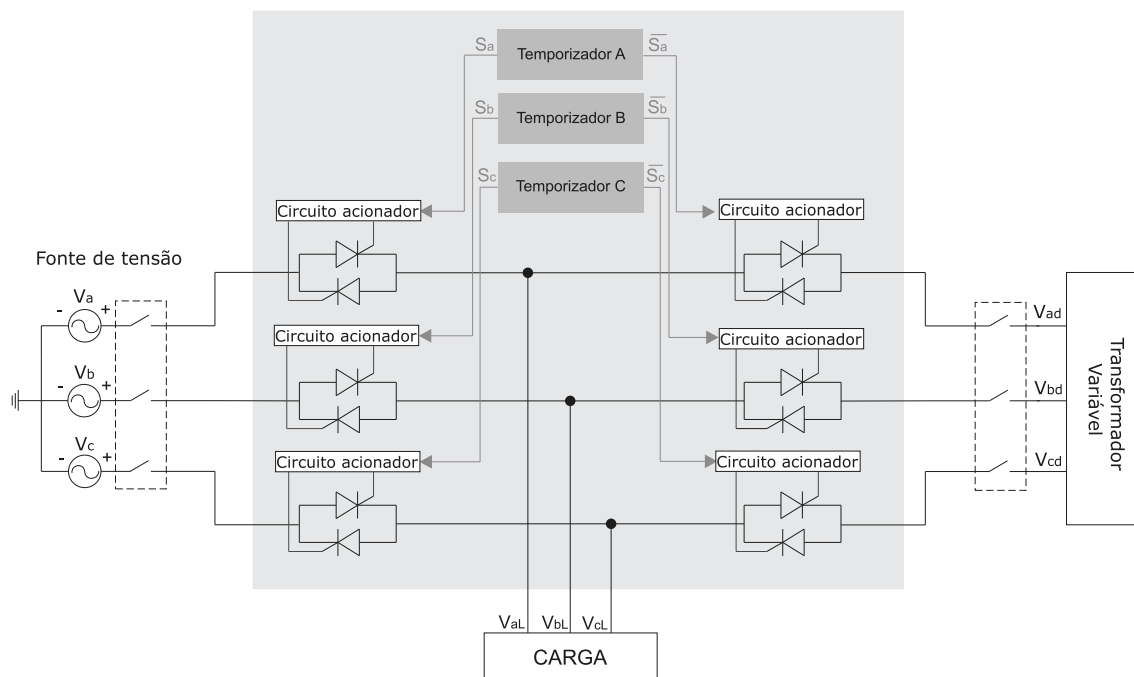 Sa
Temporizador A
S̅a̅
Sb
Temporizador B
S̅b̅
Sc
Temporizador C
S̅c̅
Circuito acionador
Circuito acionador
Fonte de tensão
- Va +
Circuito acionador
Circuito acionador
- Vb +
Circuito acionador
Circuito acionador
- Vc +
Vad
Vbd
Vcd
Transformador
Variável
VaL VbL VcL
CARGA